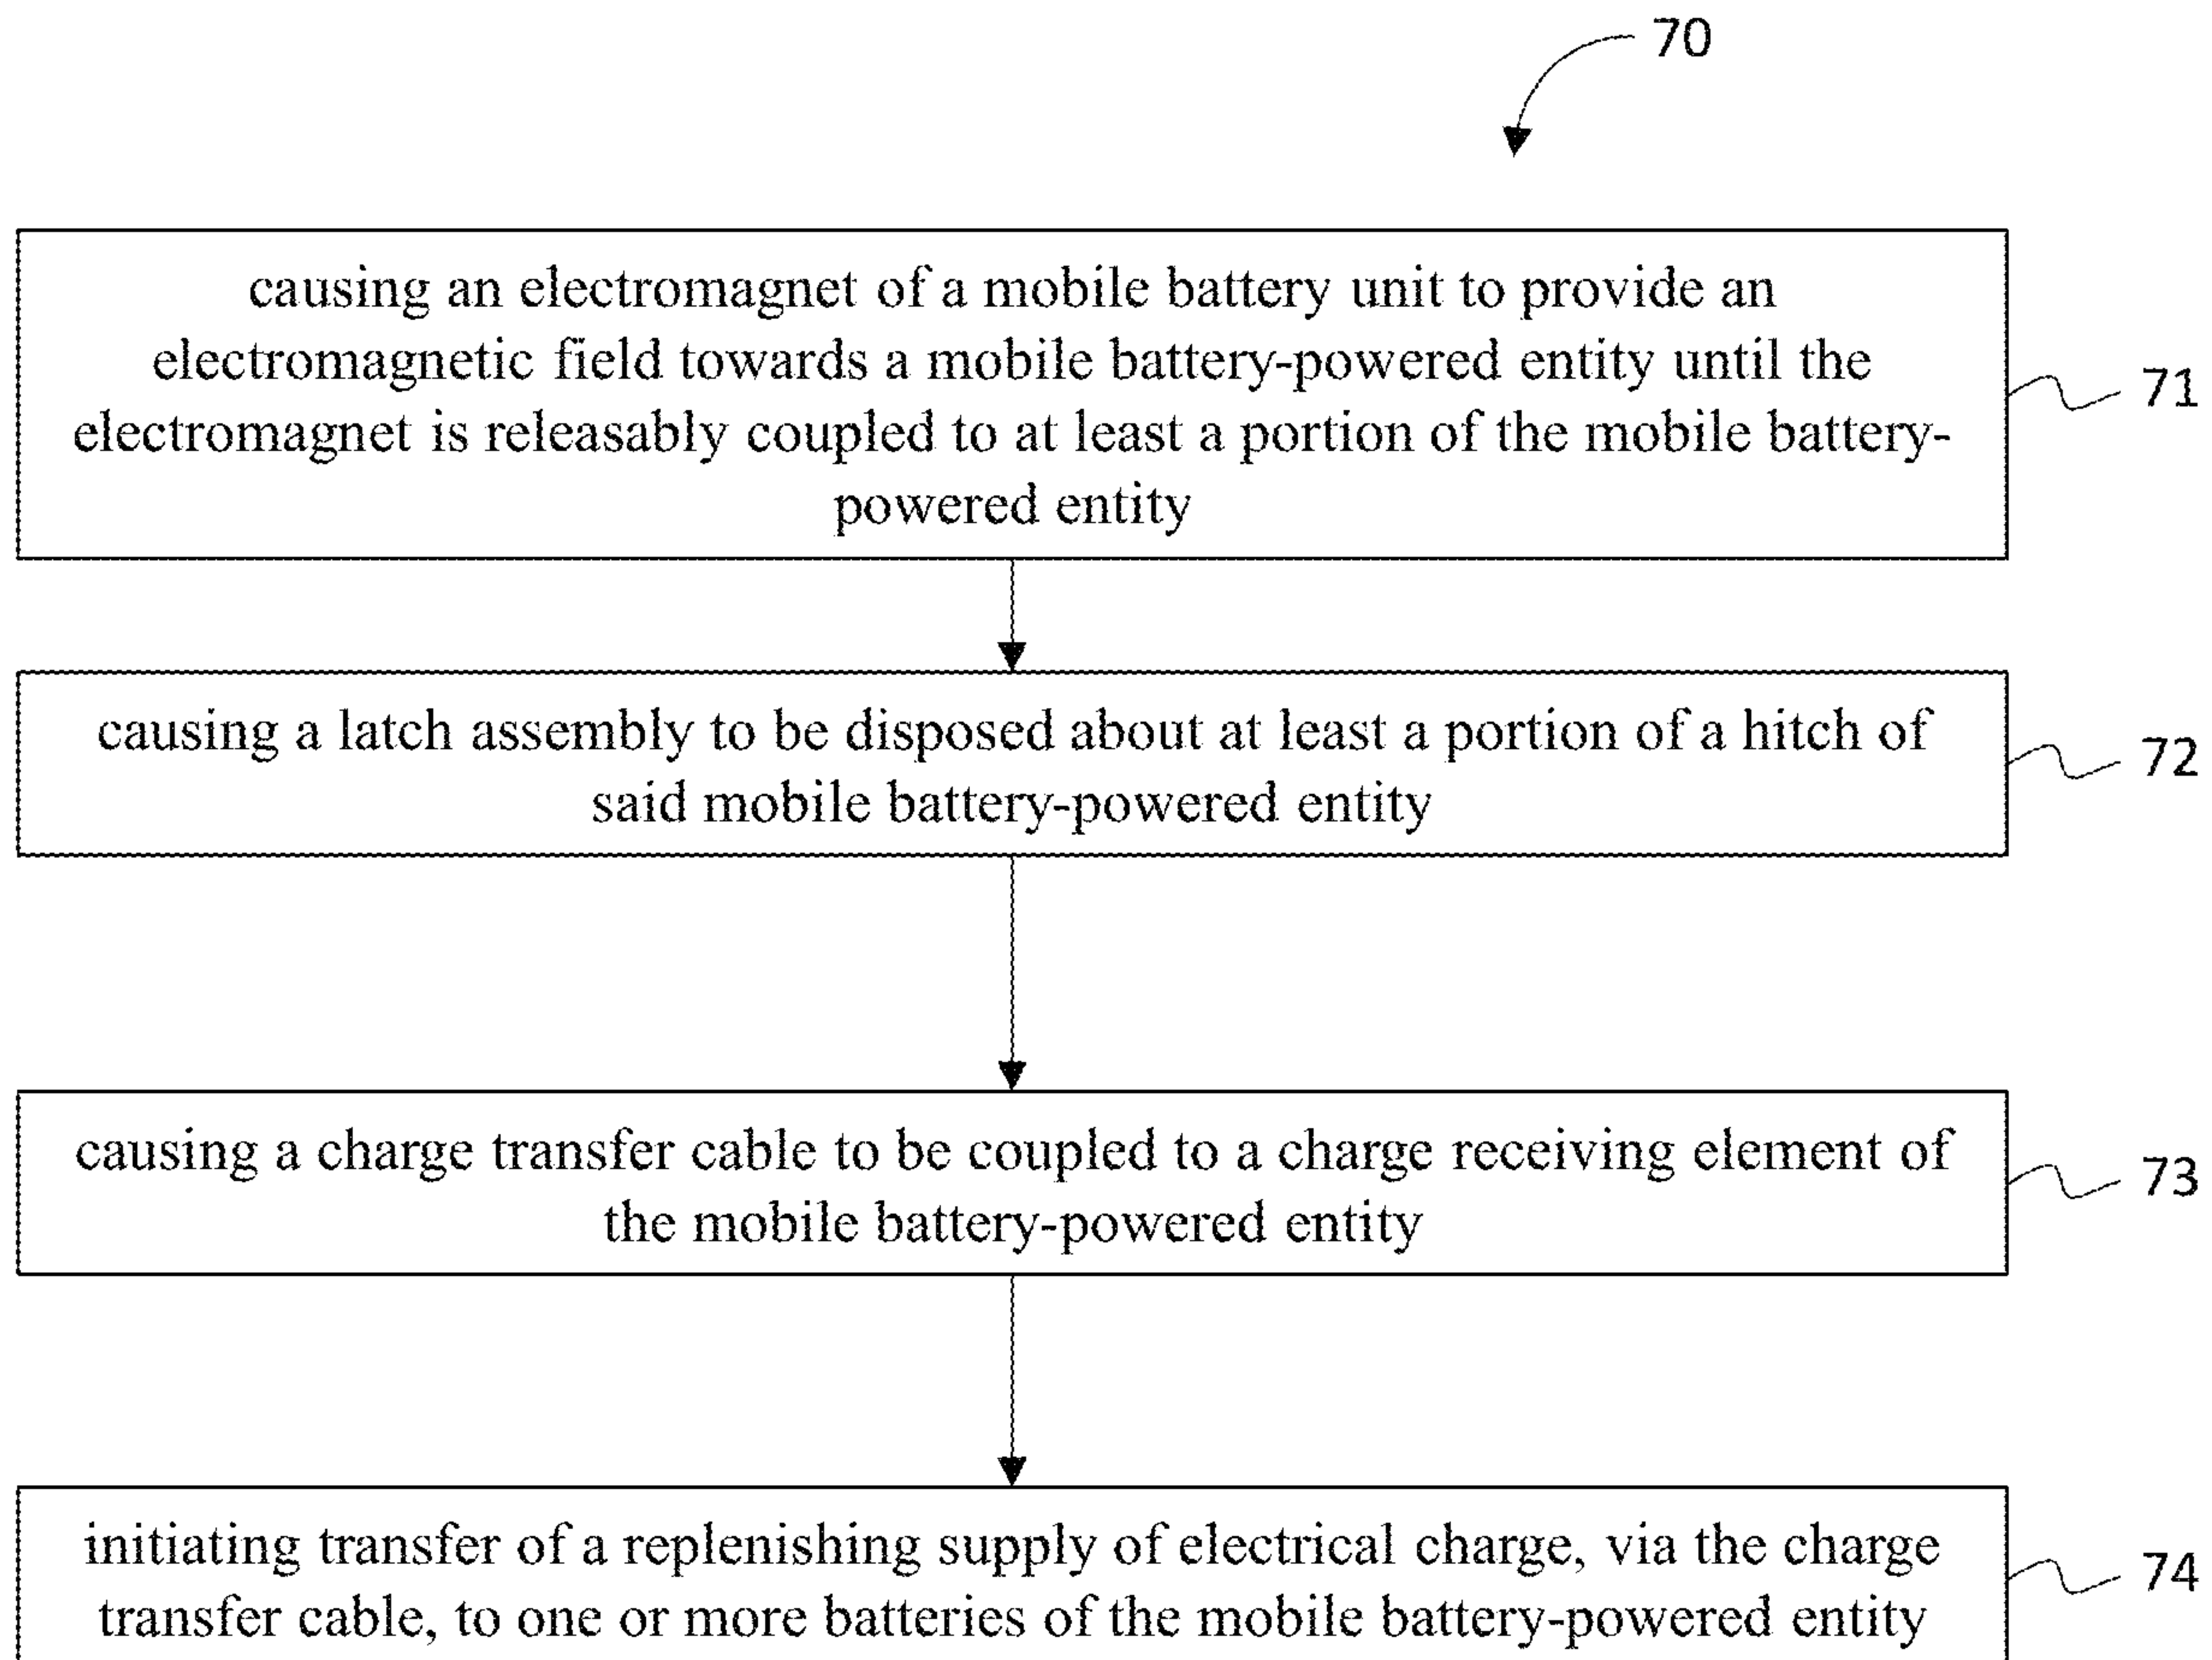 70
causing an electromagnet of a mobile battery unit to provide an
electromagnetic field towards a mobile battery-powered entity until the
electromagnet is releasably coupled to at least a portion of the mobile battery-
powered entity
71
causing a latch assembly to be disposed about at least a portion of a hitch of
said mobile battery-powered entity
72
causing a charge transfer cable to be coupled to a charge receiving element of
the mobile battery-powered entity
73
initiating transfer of a replenishing supply of electrical charge, via the charge
transfer cable, to one or more batteries of the mobile battery-powered entity
74